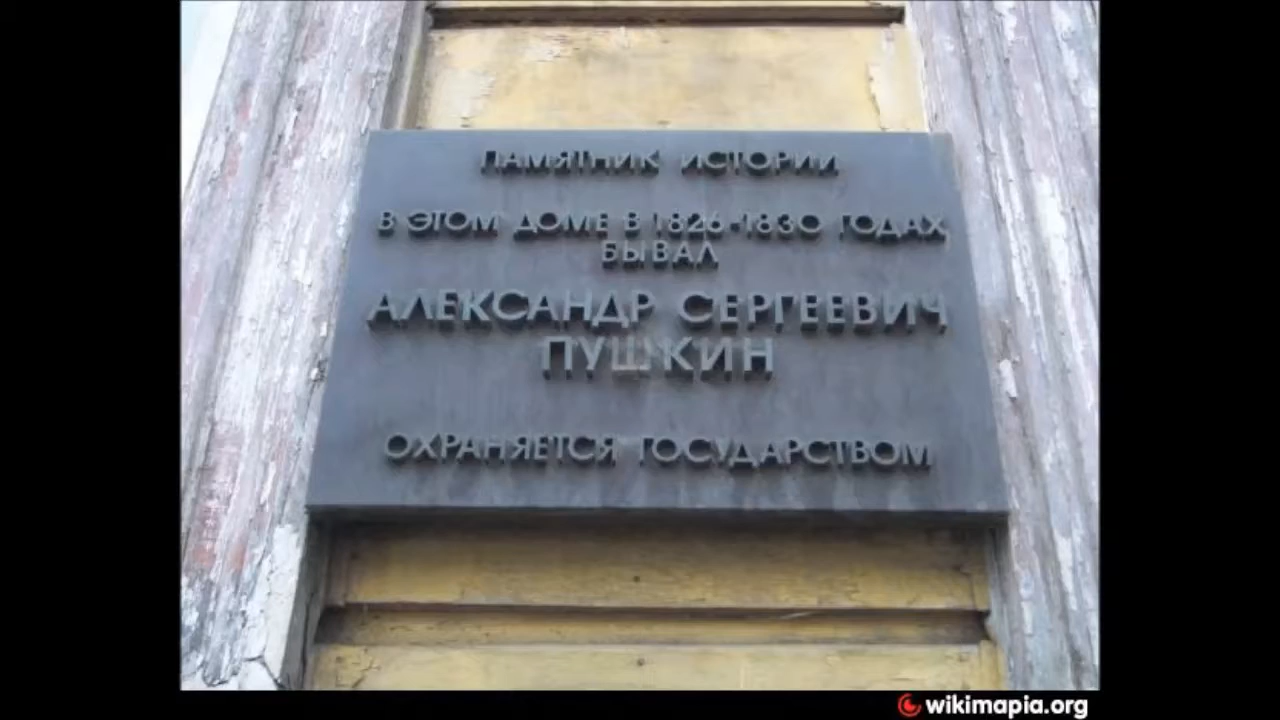 ПАМЯТНИК ИСТОРИИ
В ЭТОМ ДОМЕ В 1826-1830 ГОДАХ
БЫВАЛ
АЛЕКСАНДР СЕРГЕЕВИЧ
ПУШКИН
ОХРАНЯЕТСЯ ГОСУДАРСТВОМ
wikimapia.org